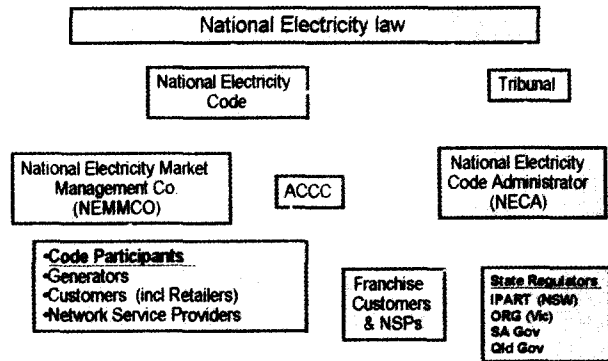 National Electricity law
National Electricity
Code
Tribunal
National Electricity Market
Management Co.
(NEMMCO)
ACCC
National Electricity
Code Administrator
(NECA)
•Code Participants
•Generators
•Customers (incl Retailers)
•Network Service Providers
Franchise
Customers
& NSPs
State Regulators
IPART (NSW)
ORG (Vic)
SA Gov
Qld Gov